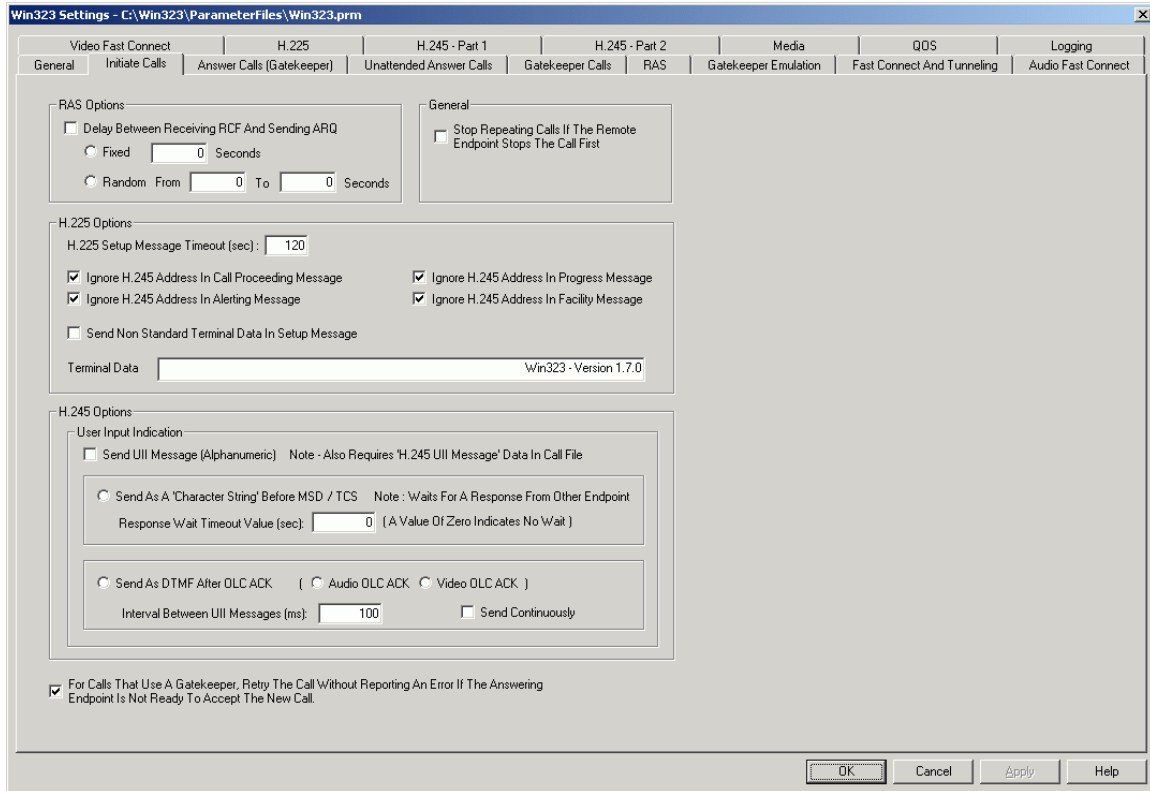 Win323 Settings - C:\Win323\ParameterFiles\Win323.prm
Video Fast Connect
H.225
H.245 - Part 1
H.245 - Part 2
Media
QOS
Logging
General
Initiate Calls
Answer Calls (Gatekeeper)
Unattended Answer Calls
Gatekeeper Calls
RAS
Gatekeeper Emulation
Fast Connect And Tunneling
Audio Fast Connect
RAS Options
Delay Between Receiving RCF And Sending ARQ
Fixed 0 Seconds
Random From 0 To 0 Seconds
General
Stop Repeating Calls If The Remote
Endpoint Stops The Call First
H.225 Options
H.225 Setup Message Timeout (sec) : 120
Ignore H.245 Address In Call Proceeding Message
Ignore H.245 Address In Progress Message
Ignore H.245 Address In Alerting Message
Ignore H.245 Address In Facility Message
Send Non Standard Terminal Data In Setup Message
Terminal Data Win323 - Version 1.7.0
H.245 Options
User Input Indication
Send UII Message (Alphanumeric) Note - Also Requires 'H.245 UII Message' Data In Call File
Send As A 'Character String' Before MSD / TCS Note : Waits For A Response From Other Endpoint
Response Wait Timeout Value (sec): 0 ( A Value Of Zero Indicates No Wait )
Send As DTMF After OLC ACK ( Audio OLC ACK Video OLC ACK )
Interval Between UII Messages (ms): 100 Send Continuously
For Calls That Use A Gatekeeper, Retry The Call Without Reporting An Error If The Answering
Endpoint Is Not Ready To Accept The New Call.
OK
Cancel
Apply
Help